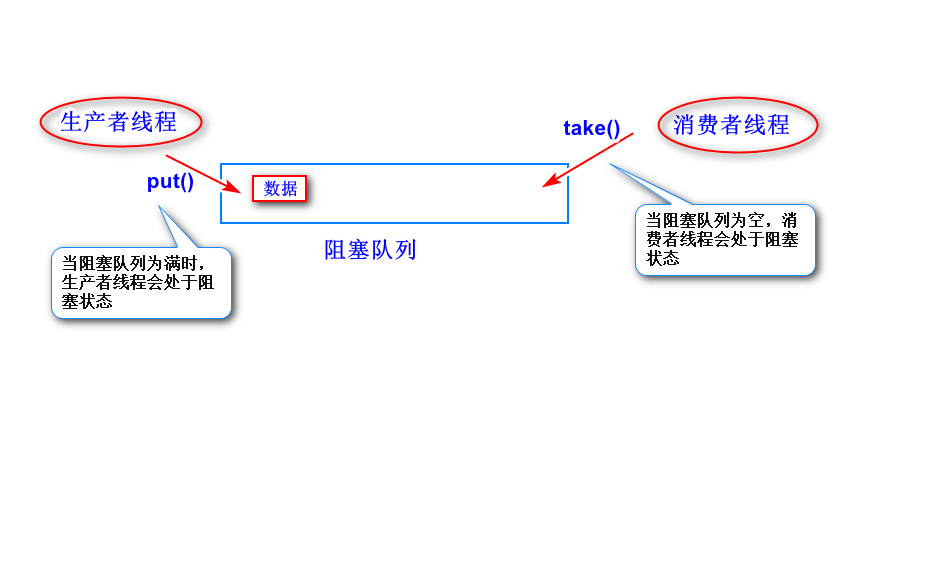 生产者线程
take()
消费者线程
put()
数据
阻塞队列
当阻塞队列为满时，
生产者线程会处于阻
塞状态
当阻塞队列为空，消
费者线程会处于阻塞
状态